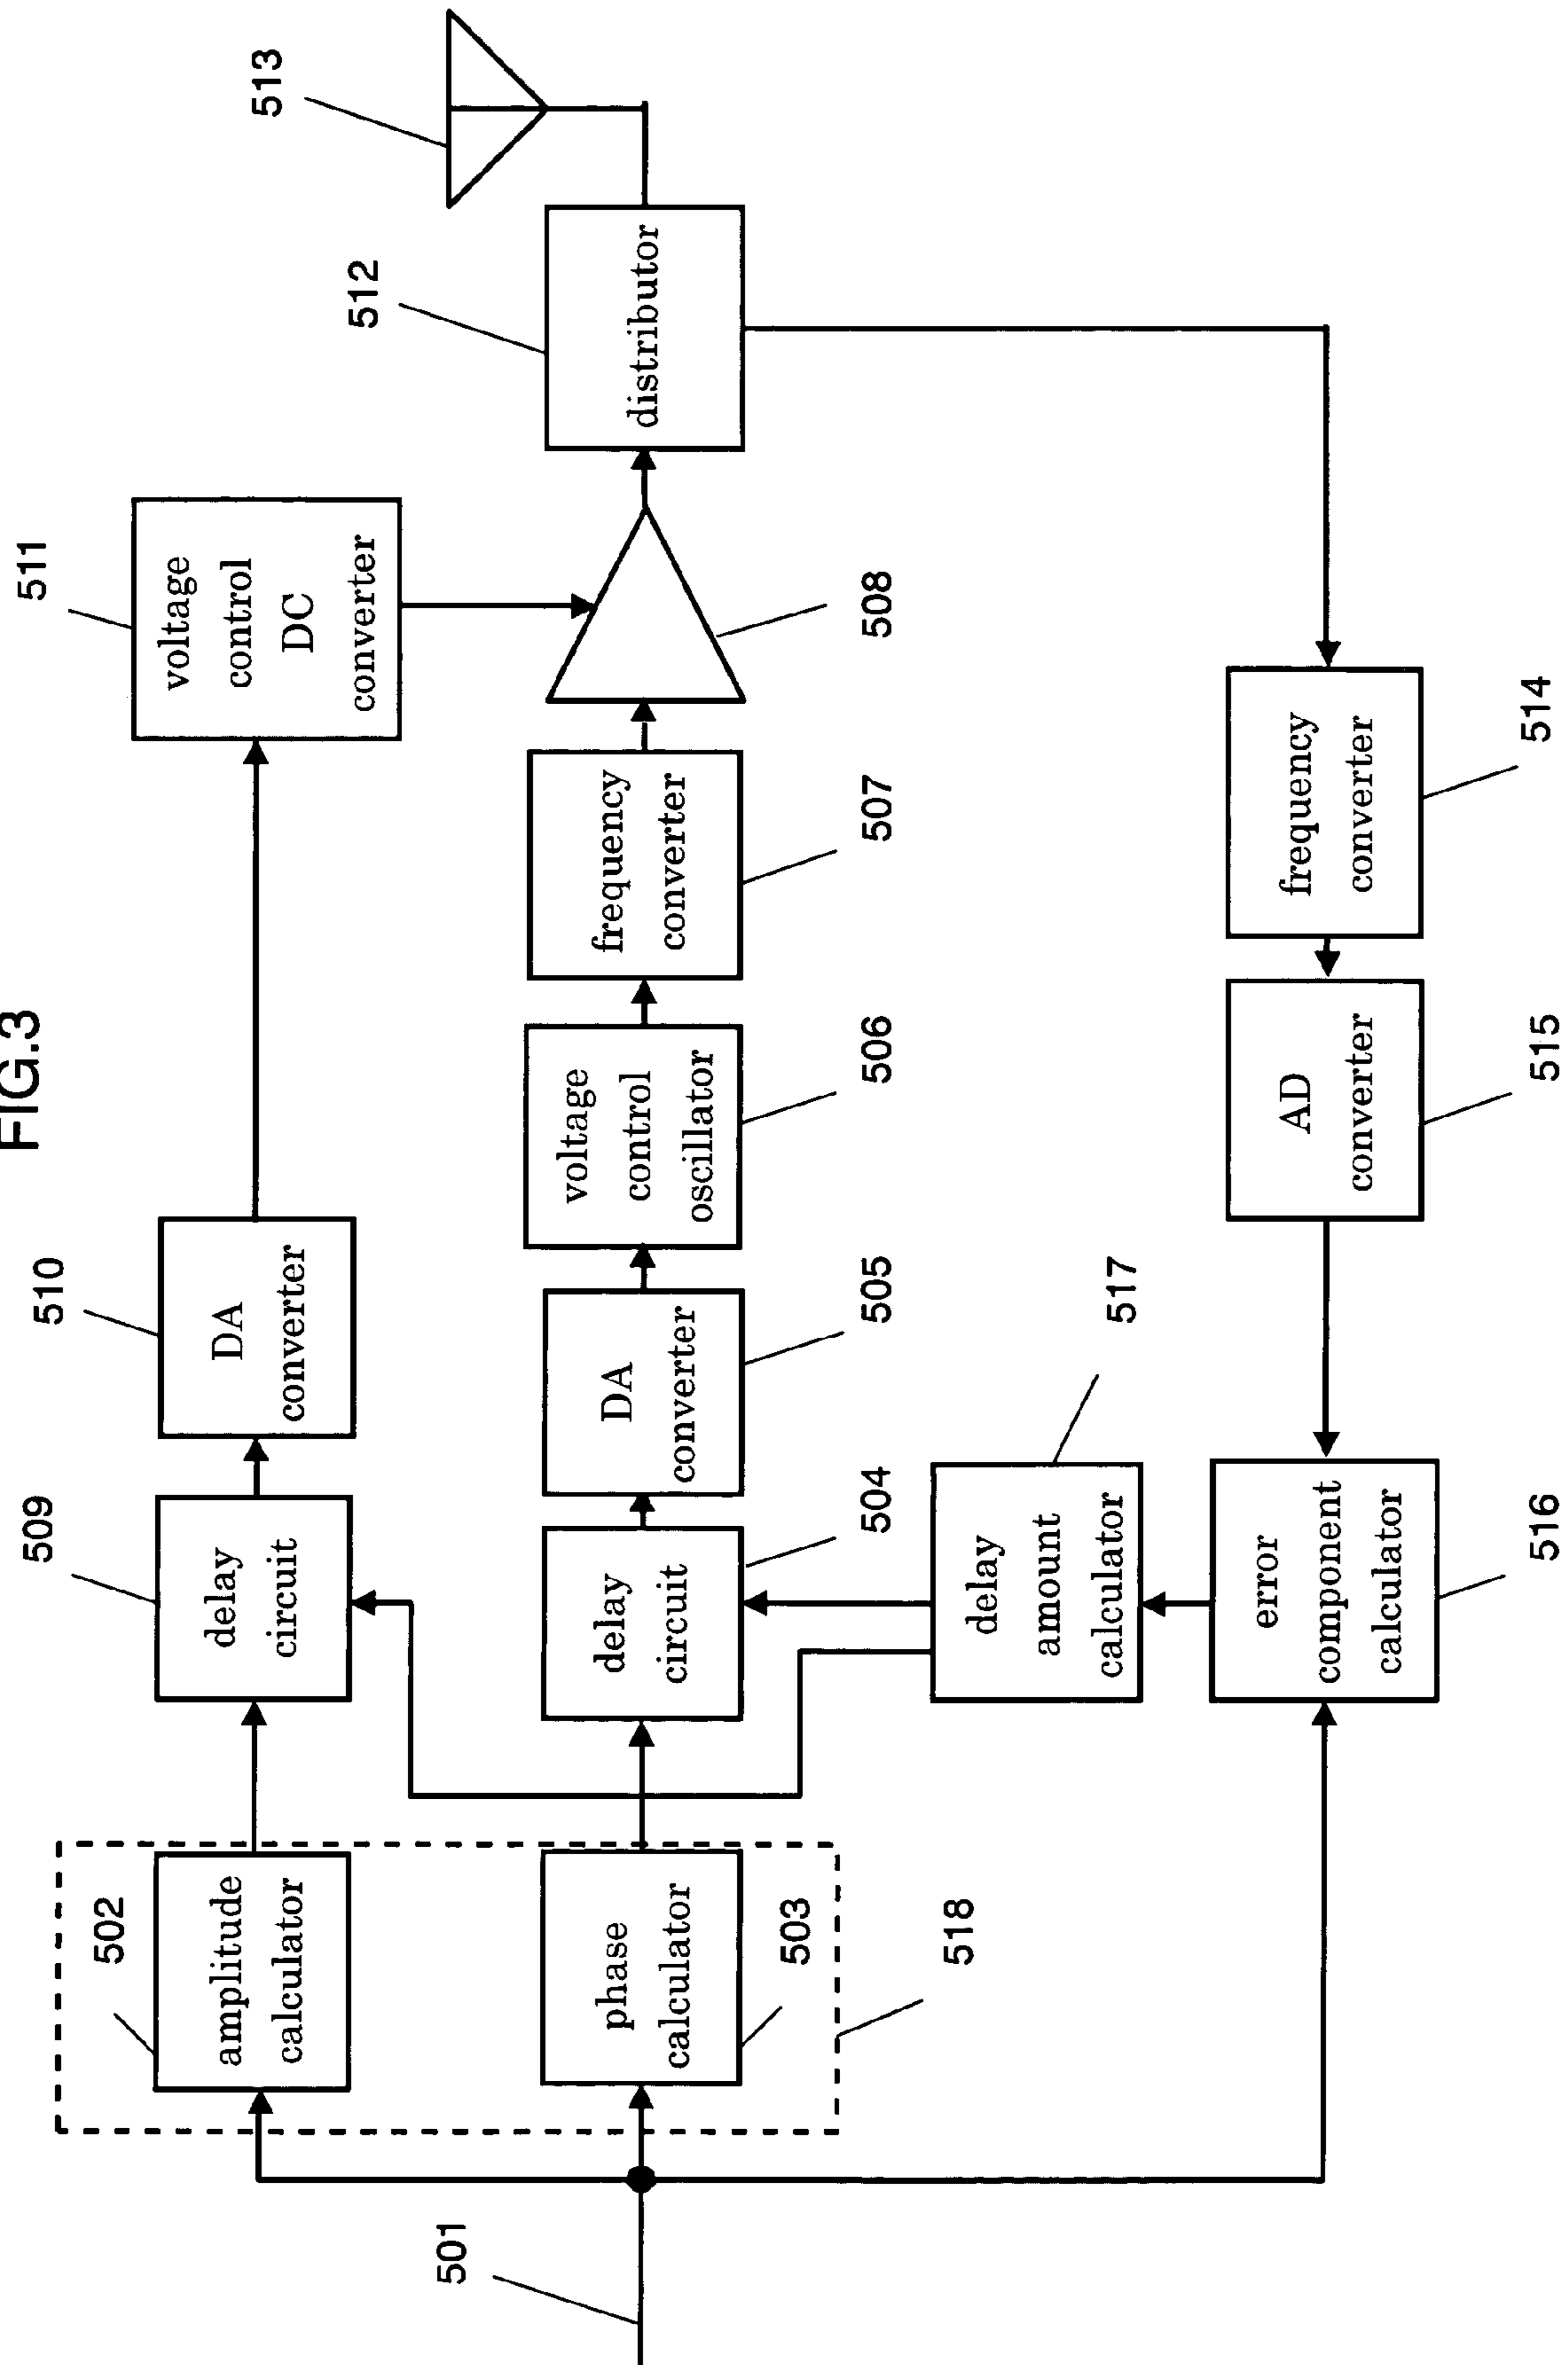 FIG.3
501
502
amplitude
calculator
phase
calculator
503
518
509
delay
circuit
delay
circuit
504
510
DA
converter
DA
converter
505
voltage
control
oscillator
506
frequency
converter
507
511
voltage
control
DC
converter
508
512
distributor
513
frequency
converter
514
AD
converter
515
error
component
calculator
516
delay
amount
calculator
517